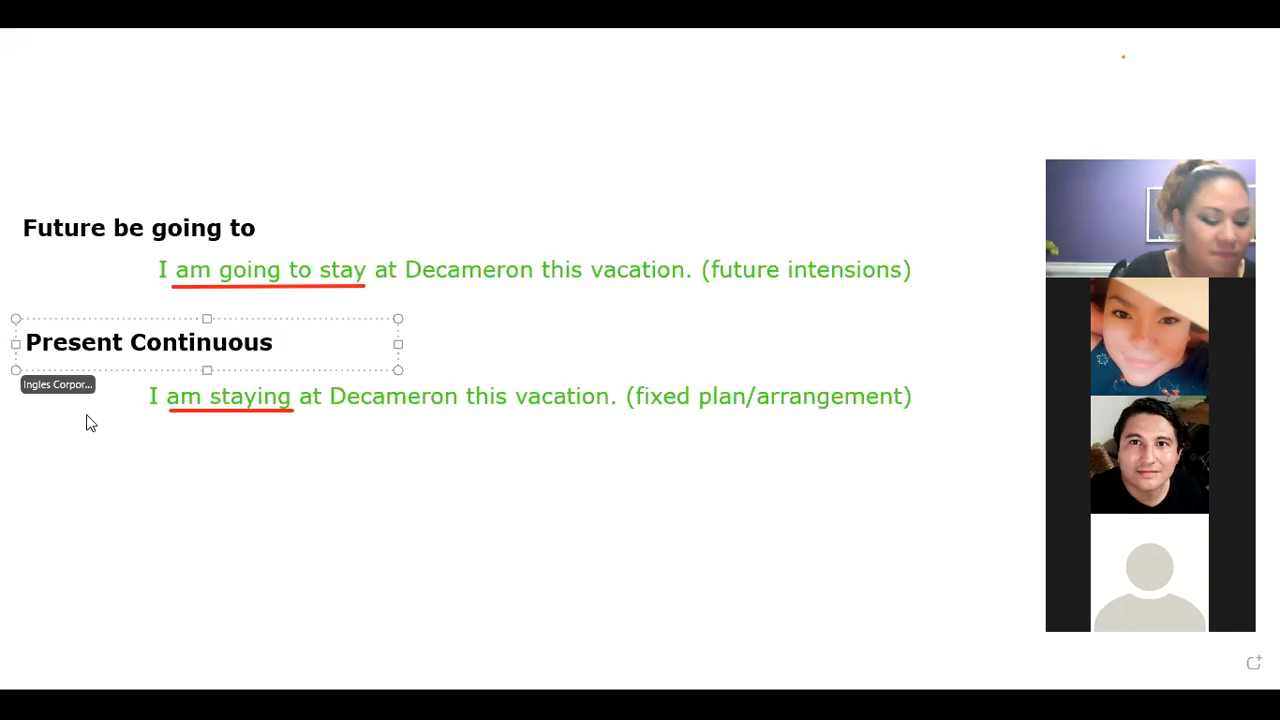 Future be going to
I am going to stay at Decameron this vacation. (future intensions)
Present Continuous
Ingles Corpor...
I am staying at Decameron this vacation. (fixed plan/arrangement)